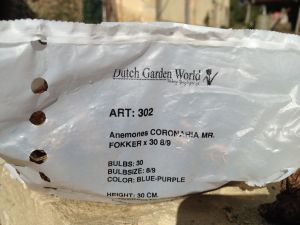 Dutch Garden World
ART: 302
Anemones CORONARIA MR.
FOKKER x 30 8/9
BULBS: 30
BULBSIZE: 8/9
COLOR: BLUE-PURPLE
HEIGHT: 30 CM.